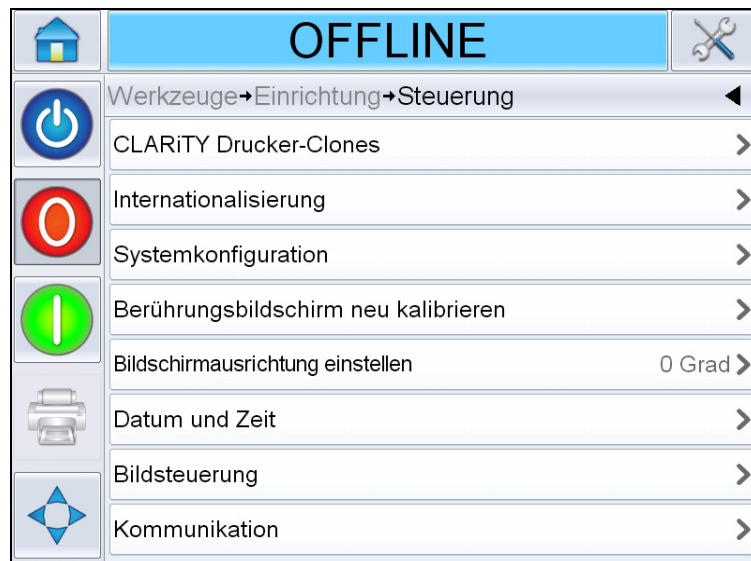 OFFLINE
Werkzeuge→Einrichtung→Steuerung
CLARiTY Drucker-Clones
Internationalisierung
Systemkonfiguration
Berührungsbildschirm neu kalibrieren
Bildschirmausrichtung einstellen 0 Grad
Datum und Zeit
Bildsteuerung
Kommunikation